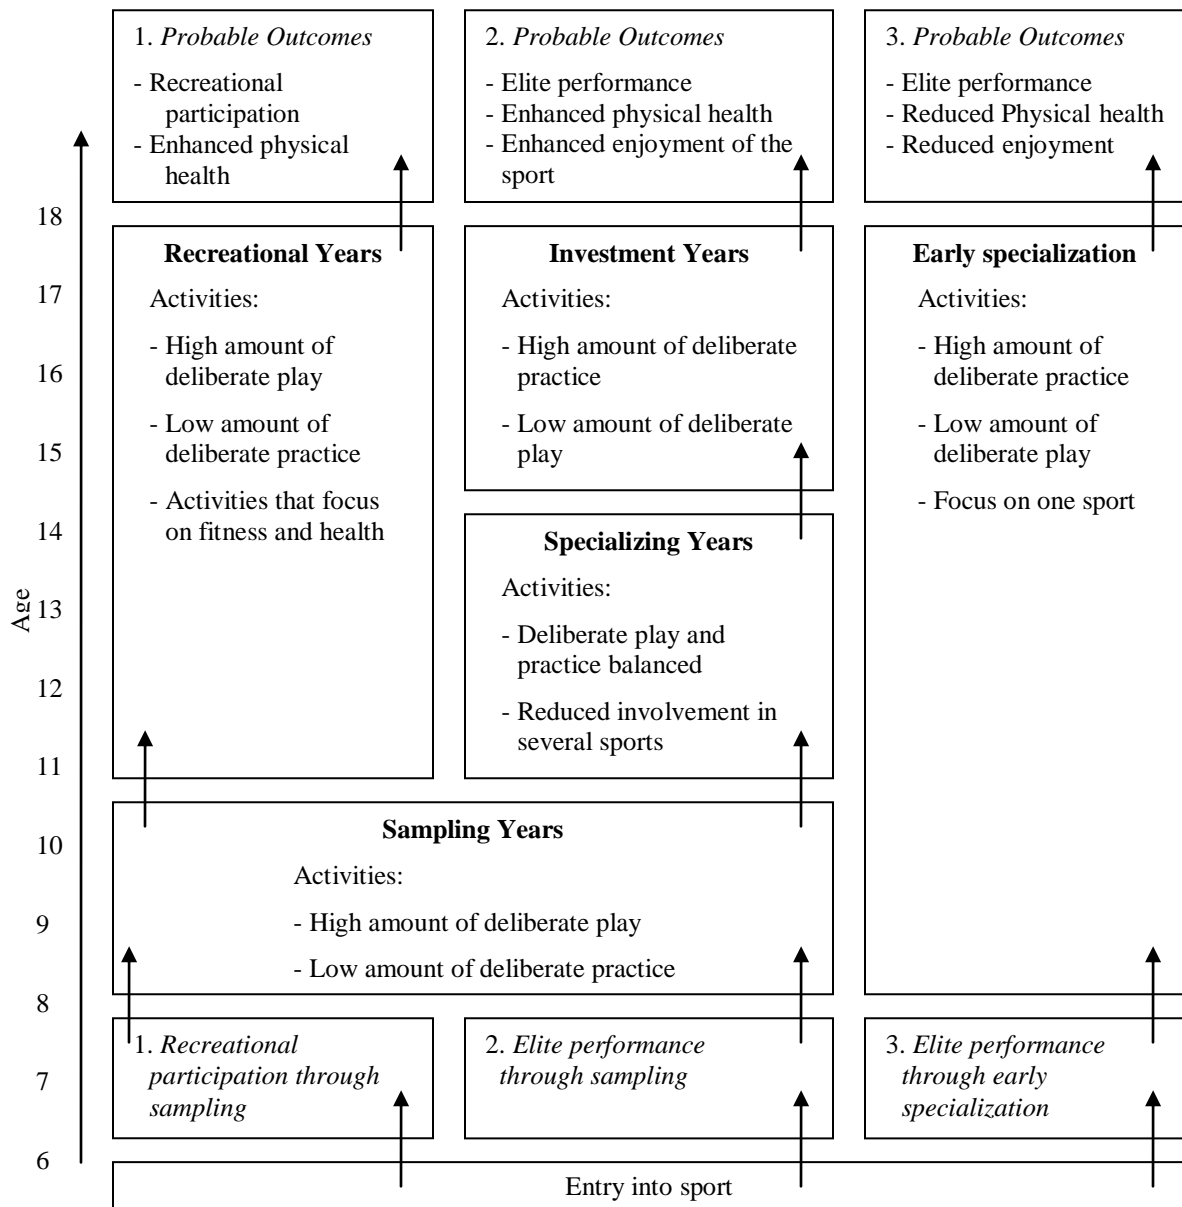 1. Probable Outcomes
- Recreational
participation
- Enhanced physical
health
2. Probable Outcomes
- Elite performance
- Enhanced physical health
- Enhanced enjoyment of the
sport
3. Probable Outcomes
- Elite performance
- Reduced Physical health
- Reduced enjoyment
18
17
16
15
14
13
12
11
10
9
8
7
6
Age
Recreational Years
Activities:
- High amount of
deliberate play
- Low amount of
deliberate practice
- Activities that focus
on fitness and health
Investment Years
Activities:
- High amount of deliberate
practice
- Low amount of deliberate
play
Early specialization
Activities:
- High amount of
deliberate practice
- Low amount of
deliberate play
- Focus on one sport
Specializing Years
Activities:
- Deliberate play and
practice balanced
- Reduced involvement in
several sports
Sampling Years
Activities:
- High amount of deliberate play
- Low amount of deliberate practice
1. Recreational
participation through
sampling
2. Elite performance
through sampling
3. Elite performance
through early
specialization
Entry into sport